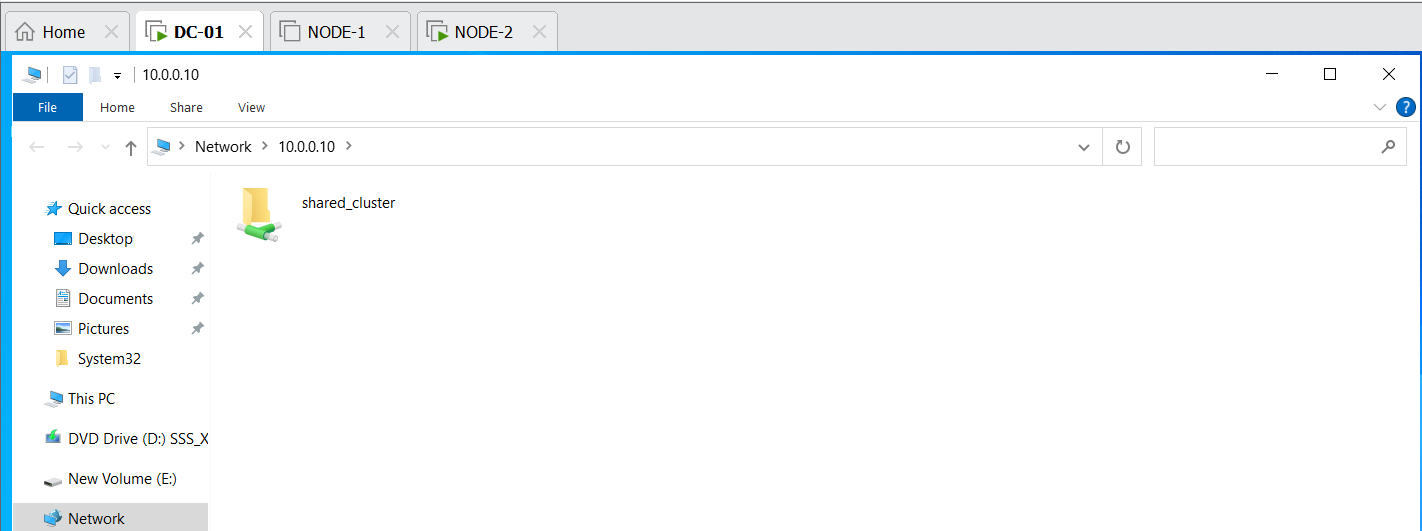 Home DC-01 NODE-1 NODE-2
10.0.0.10
File Home Share View
?
Network 10.0.0.10
Quick access
shared_cluster
Desktop
Downloads
Documents
Pictures
System32
This PC
DVD Drive (D:) SSS_X
New Volume (E:)
Network